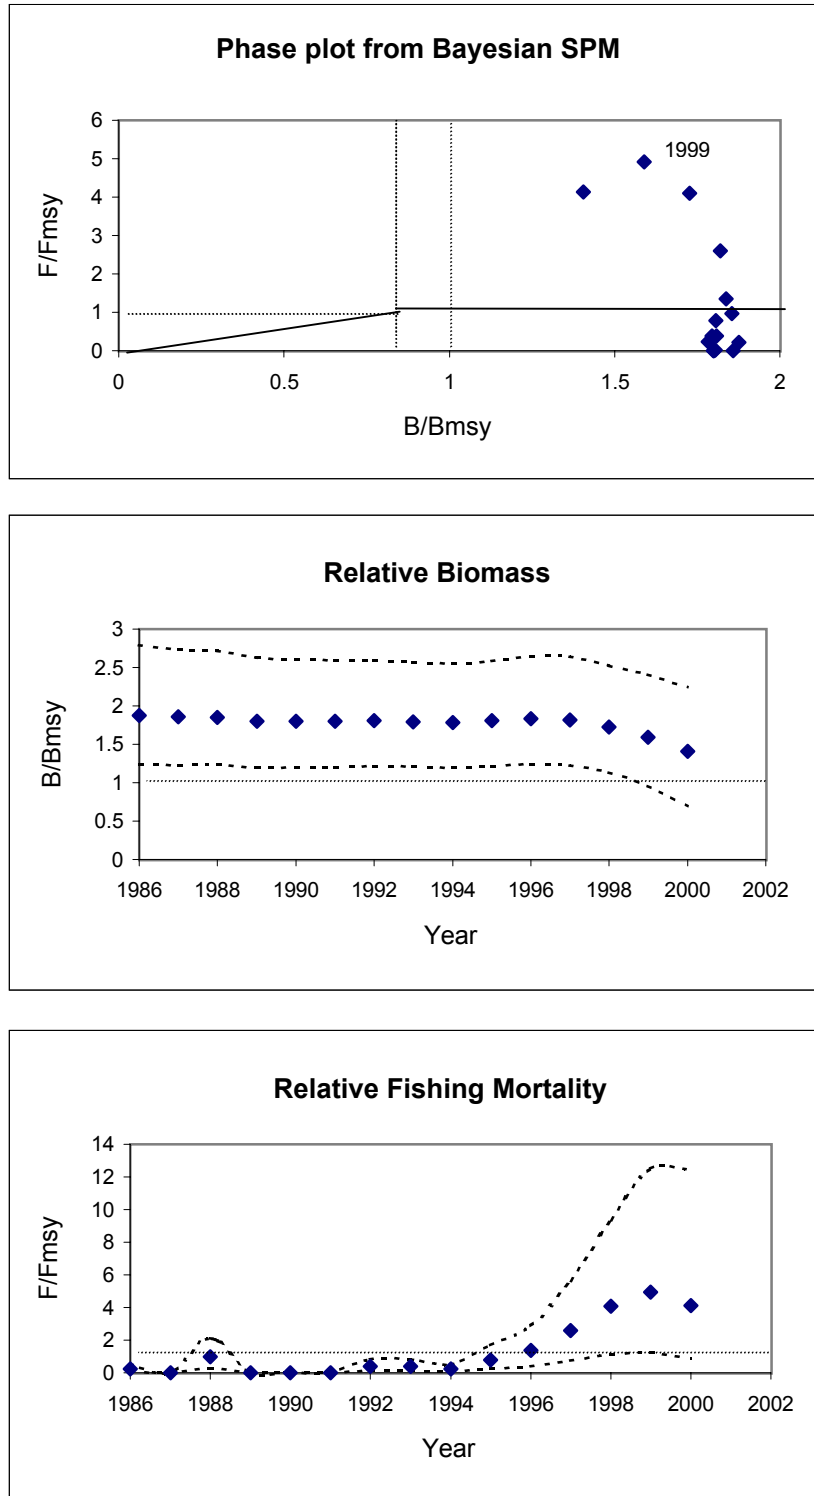 Phase plot from Bayesian SPM
6
5
4
3
2
1
0
F/Fmsy
1999
0 0.5 1 1.5 2
B/Bmsy
Relative Biomass
3
2.5
2
1.5
1
0.5
0
B/Bmsy
1986 1988 1990 1992 1994 1996 1998 2000 2002
Year
Relative Fishing Mortality
14
12
10
8
6
4
2
0
F/Fmsy
1986 1988 1990 1992 1994 1996 1998 2000 2002
Year